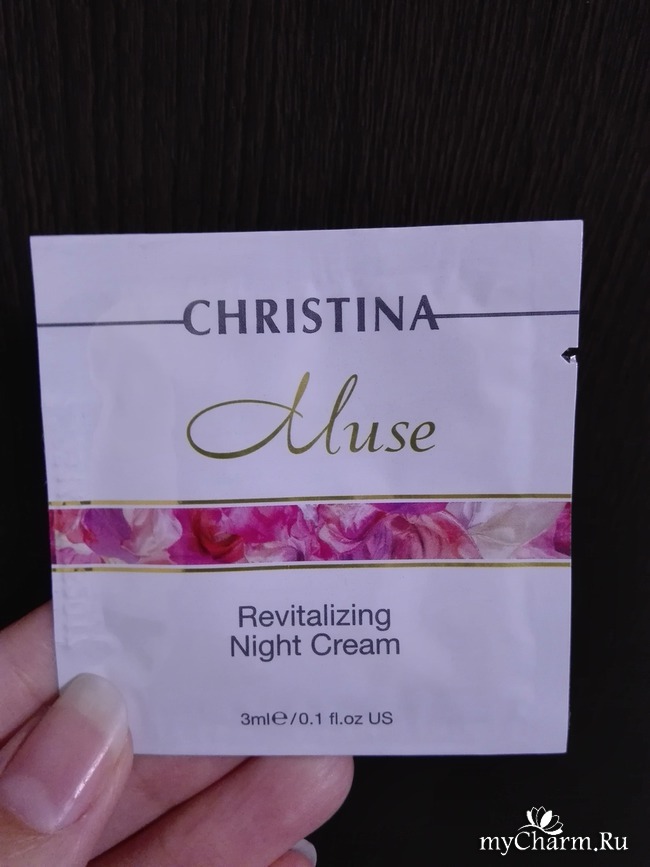 CHRISTINA
Muse
Revitalizing
Night Cream
3ml℮/0.1 fl.oz US
myCharm.Ru